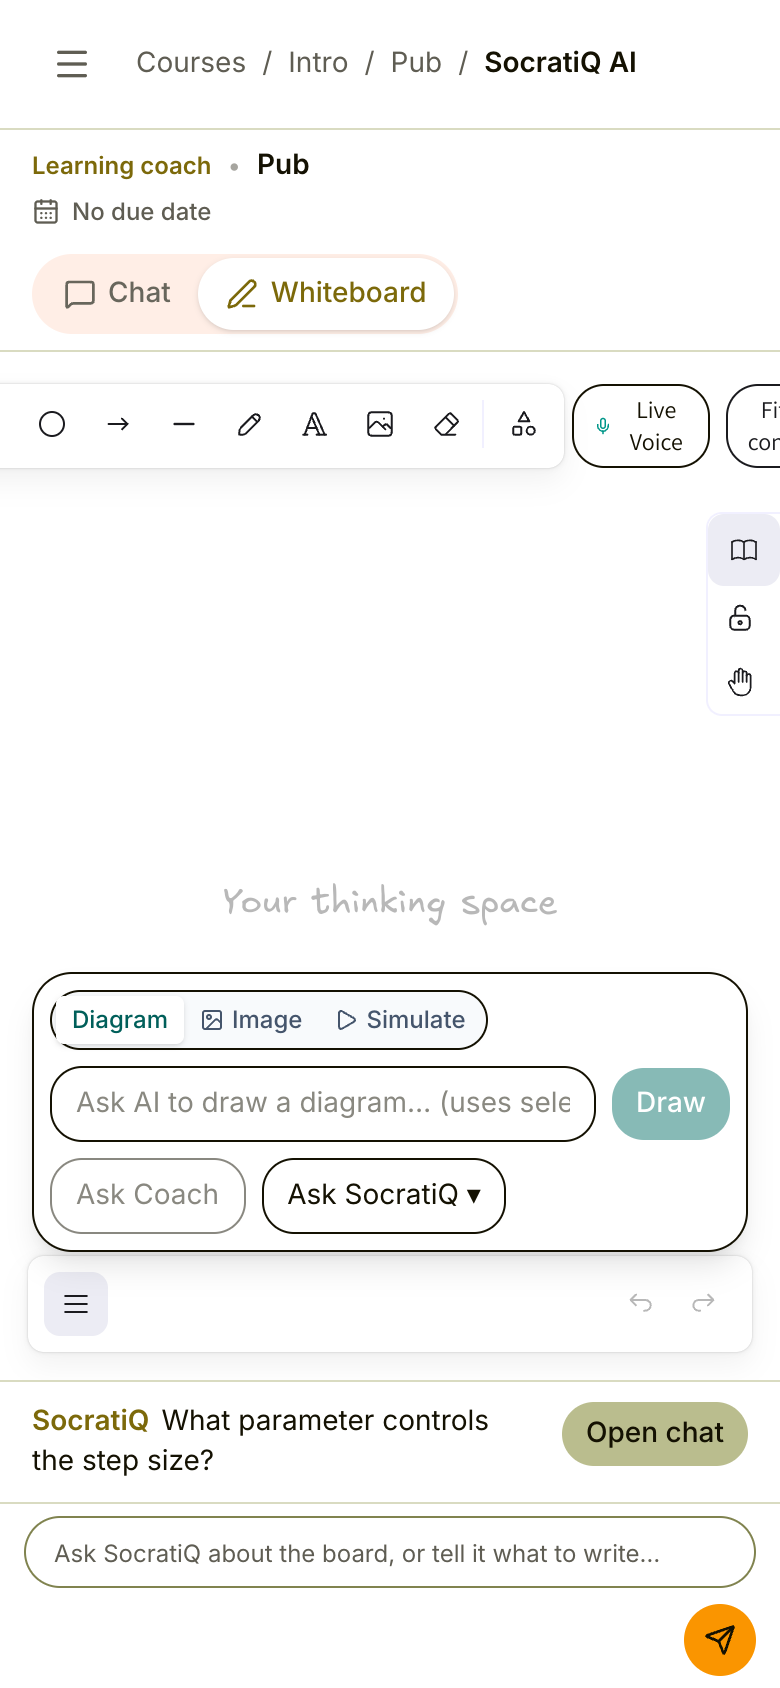 Courses / Intro / Pub / SocratiQ AI
Learning coach • Pub
No due date
Chat
Whiteboard
Live
Voice
Your thinking space
Diagram
Image
Simulate
Ask AI to draw a diagram... (uses sele
Draw
Ask Coach
Ask SocratiQ ▾
SocratiQ What parameter controls
the step size?
Open chat
Ask SocratiQ about the board, or tell it what to write...